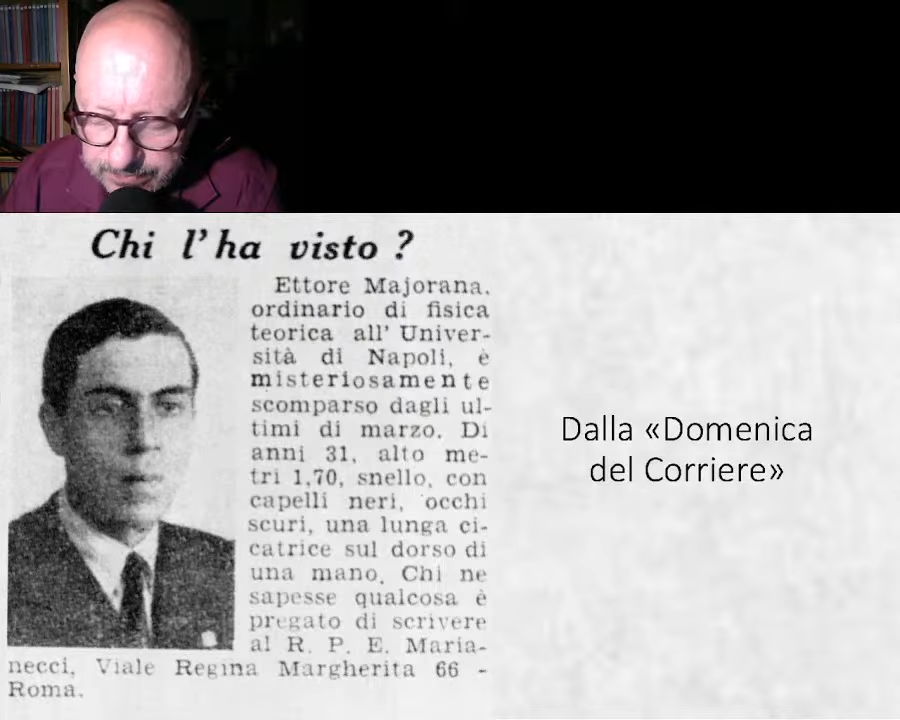 Chi l'ha visto ?
Ettore Majorana,
ordinario di fisica
teorica all' Univer-
sità di Napoli, è
misteriosamente
scomparso dagli ul-
timi di marzo. Di
anni 31, alto me-
tri 1,70, snello, con
capelli neri, occhi
scuri, una lunga ci-
catrice sul dorso di
una mano. Chi ne
sapesse qualcosa è
pregato di scrivere
al R. P. E. Maria-
necci, Viale Regina Margherita 66 -
Roma.
Dalla «Domenica
del Corriere»